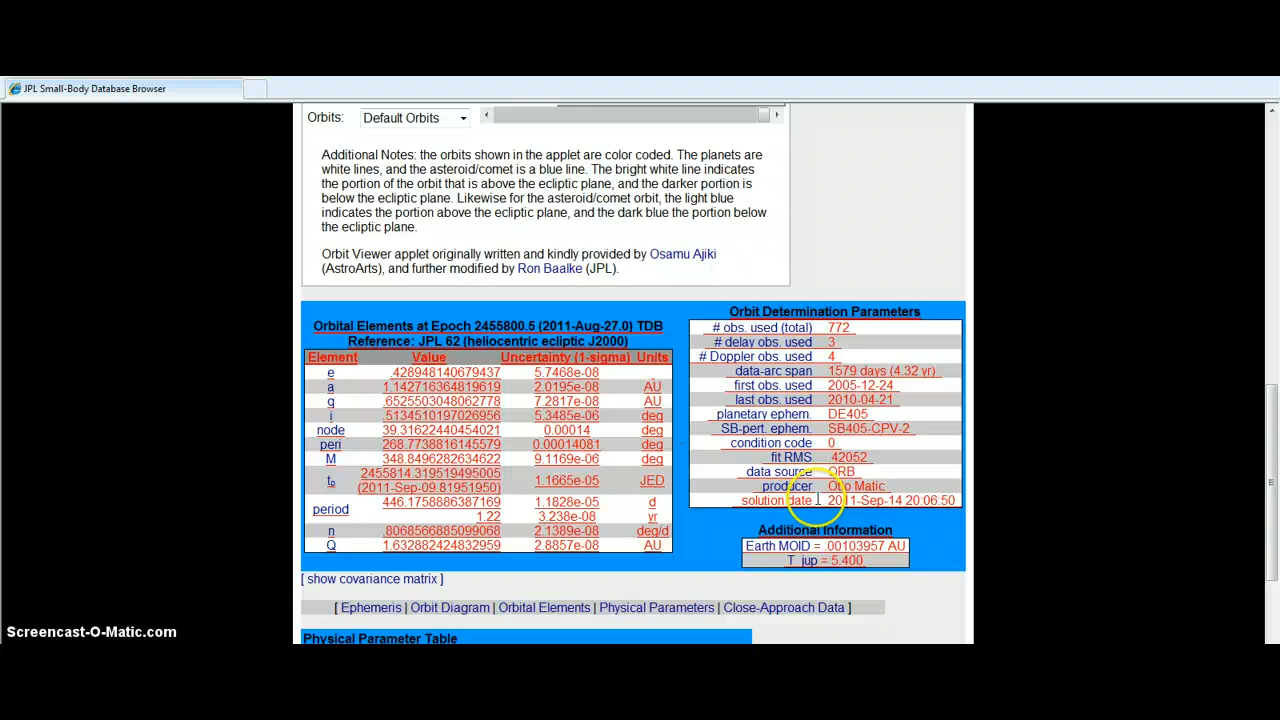 JPL Small-Body Database Browser
Orbits: Default Orbits
Additional Notes: the orbits shown in the applet are color coded. The planets are
white lines, and the asteroid/comet is a blue line. The bright white line indicates
the portion of the orbit that is above the ecliptic plane, and the darker portion is
below the ecliptic plane. Likewise for the asteroid/comet orbit, the light blue
indicates the portion above the ecliptic plane, and the dark blue the portion below
the ecliptic plane.
Orbit Viewer applet originally written and kindly provided by Osamu Ajiki
(AstroArts), and further modified by Ron Baalke (JPL).
Orbital Elements at Epoch 2455800.5 (2011-Aug-27.0) TDB
Reference: JPL 62 (heliocentric ecliptic J2000)
Element Value Uncertainty (1-sigma) Units
e .428948140679437 5.7468e-08
a 1.142716364819619 2.0195e-08 AU
q .6525503048062778 7.2817e-08 AU
i .5134510197026956 5.3485e-06 deg
node 39.31622440454021 0.00014 deg
peri 268.7738816145579 0.00014081 deg
M 348.8496282634622 9.1169e-06 deg
tp 2455814.319519495005 1.1665e-05 JED
(2011-Sep-09.81951950)
period 446.1758886387169 1.1828e-05 d
1.22 3.238e-08 yr
n .8068566885099068 2.1389e-08 deg/d
Q 1.632882424832959 2.8857e-08 AU
Orbit Determination Parameters
# obs. used (total) 772
# delay obs. used 3
# Doppler obs. used 4
data-arc span 1579 days (4.32 yr)
first obs. used 2005-12-24
last obs. used 2010-04-21
planetary ephem. DE405
SB-pert. ephem. SB405-CPV-2
condition code 0
fit RMS .42052
data source ORB
producer Otto Matic
solution date 2011-Sep-14 20:06:50
Additional Information
Earth MOID = .00103957 AU
T_jup = 5.400
[ show covariance matrix ]
[ Ephemeris | Orbit Diagram | Orbital Elements | Physical Parameters | Close-Approach Data ]
Physical Parameter Table
Screencast-O-Matic.com